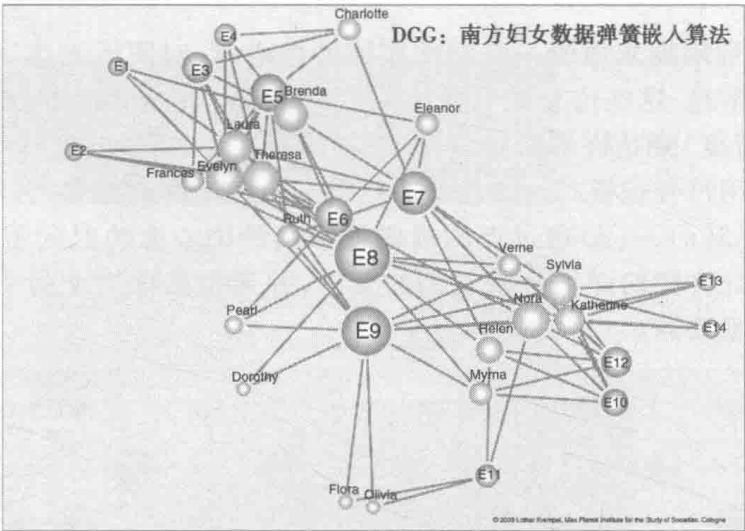 Charlotte
DGG：南方妇女数据弹簧嵌入算法
E4
E3
E1
E5
Brenda
Eleanor
Laura
E2
Theresa
Frances
Evelyn
E7
Ruth
E6
E8
Verne
Sylvia
E13
Pearl
Nora
Katherine
E14
E9
Helen
E12
Dorothy
Myrna
E10
E11
Flora
Olivia
© 2009 Lothar Krempel, Max Planck Institute for the Study of Societies, Cologne